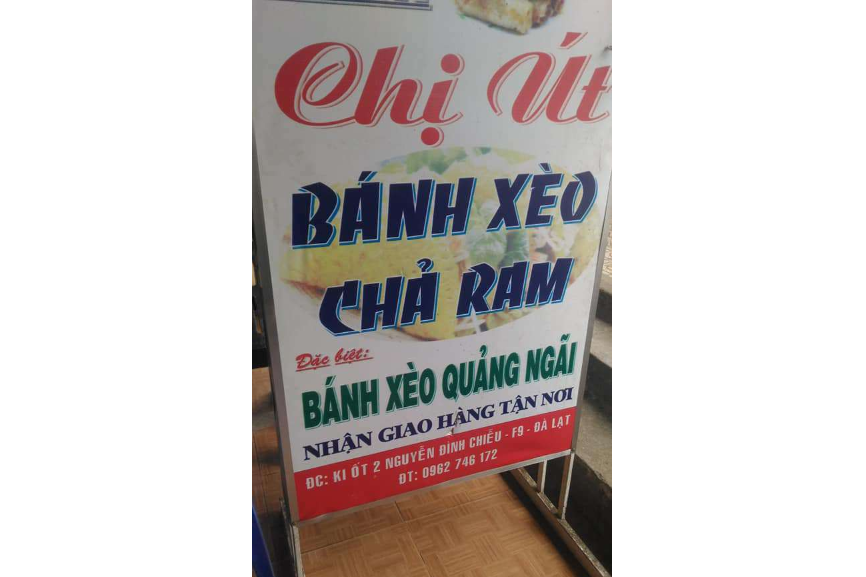 Chị Út
BÁNH XÈO
CHẢ RAM
Đặc biệt:
BÁNH XÈO QUẢNG NGÃI
NHẬN GIAO HÀNG TẬN NƠI
ĐC: KI ỐT 2 NGUYỄN ĐÌNH CHIỂU - F9 - ĐÀ LẠT
ĐT: 0962 746 172